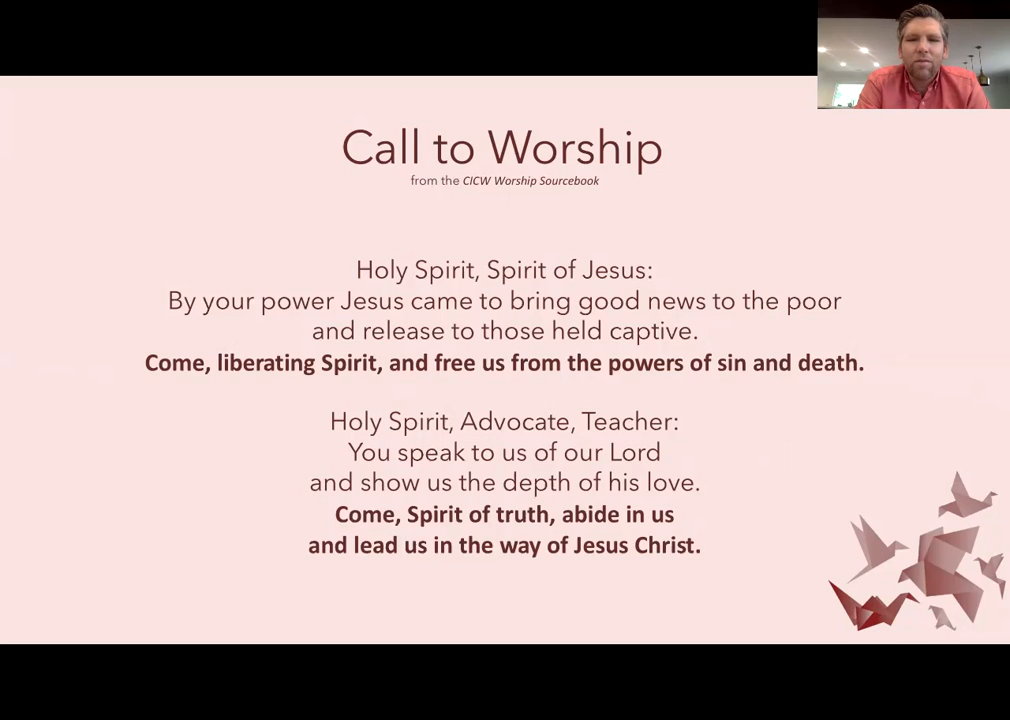 Call to Worship
from the CICW Worship Sourcebook
Holy Spirit, Spirit of Jesus:
By your power Jesus came to bring good news to the poor
and release to those held captive.
Come, liberating Spirit, and free us from the powers of sin and death.
Holy Spirit, Advocate, Teacher:
You speak to us of our Lord
and show us the depth of his love.
Come, Spirit of truth, abide in us
and lead us in the way of Jesus Christ.